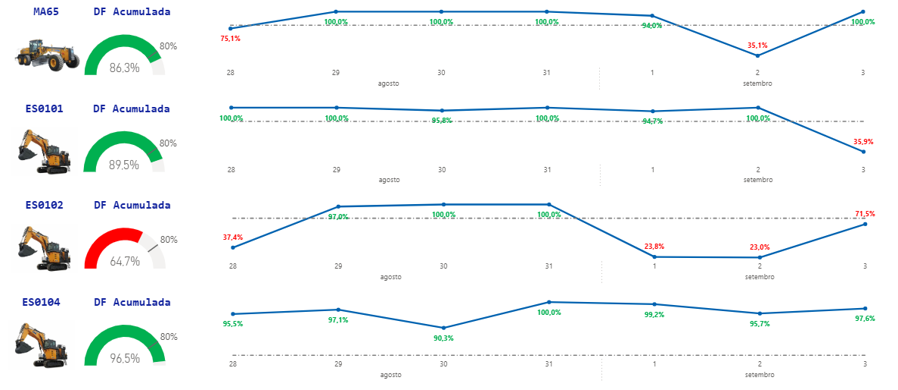 MA65 DF Acumulada
80%
86,3%
75,1% 100,0% 100,0% 100,0% 94,0% 35,1% 100,0%
28 29 30 31 1 2 3
agosto setembro
ES0101 DF Acumulada
80%
89,5%
100,0% 100,0% 95,8% 100,0% 94,7% 100,0% 35,9%
28 29 30 31 1 2 3
agosto setembro
ES0102 DF Acumulada
80%
64,7%
37,4% 97,0% 100,0% 100,0% 23,8% 23,0% 71,5%
28 29 30 31 1 2 3
agosto setembro
ES0104 DF Acumulada
80%
96,5%
95,5% 97,1% 90,3% 100,0% 99,2% 95,7% 97,6%
28 29 30 31 1 2 3
agosto setembro